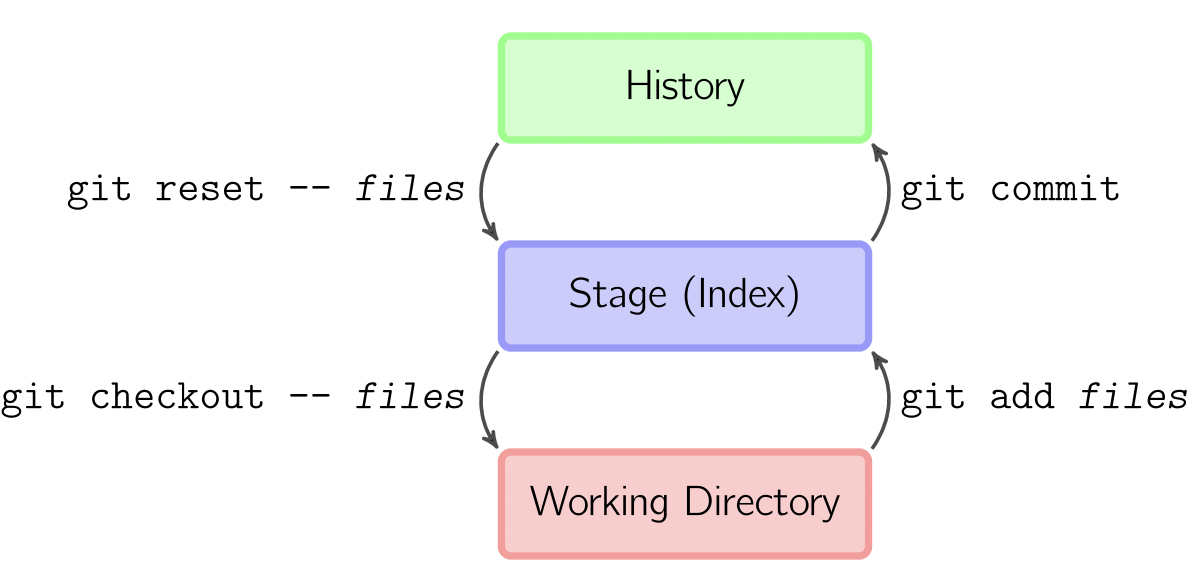 History
git reset -- files
git commit
Stage (Index)
git checkout -- files
git add files
Working Directory